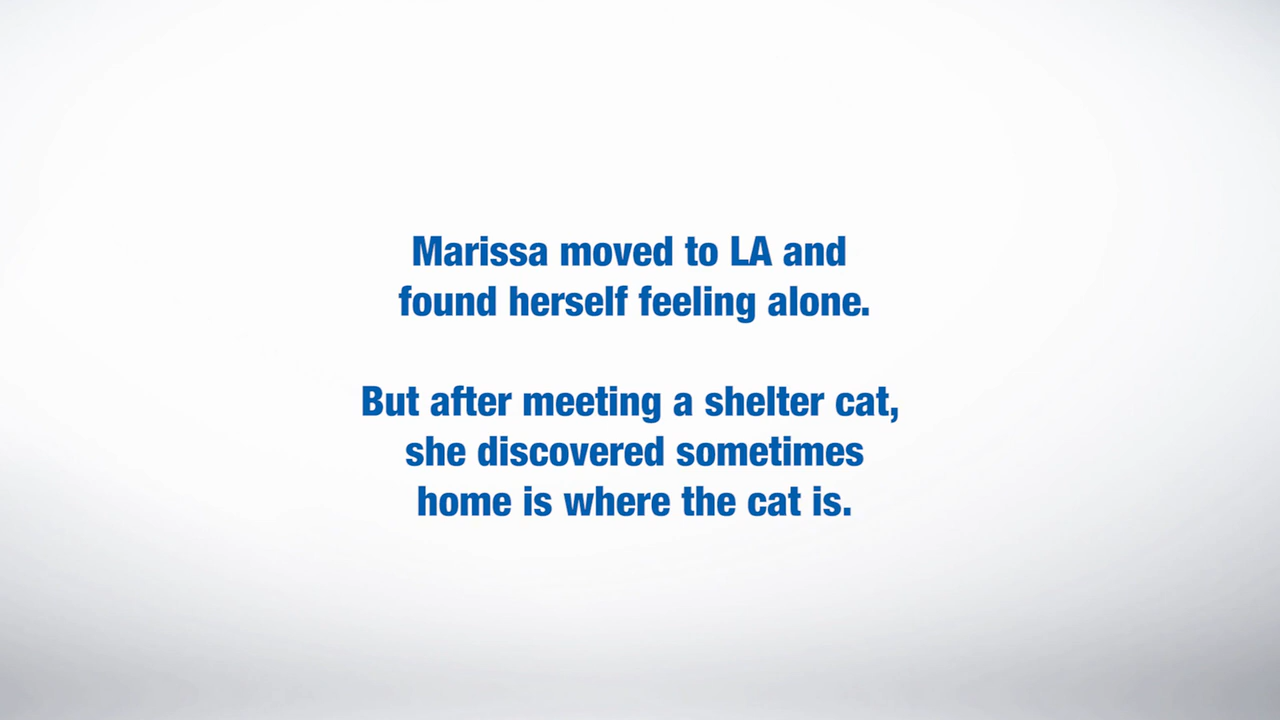 Marissa moved to LA and
found herself feeling alone.
But after meeting a shelter cat,
she discovered sometimes
home is where the cat is.